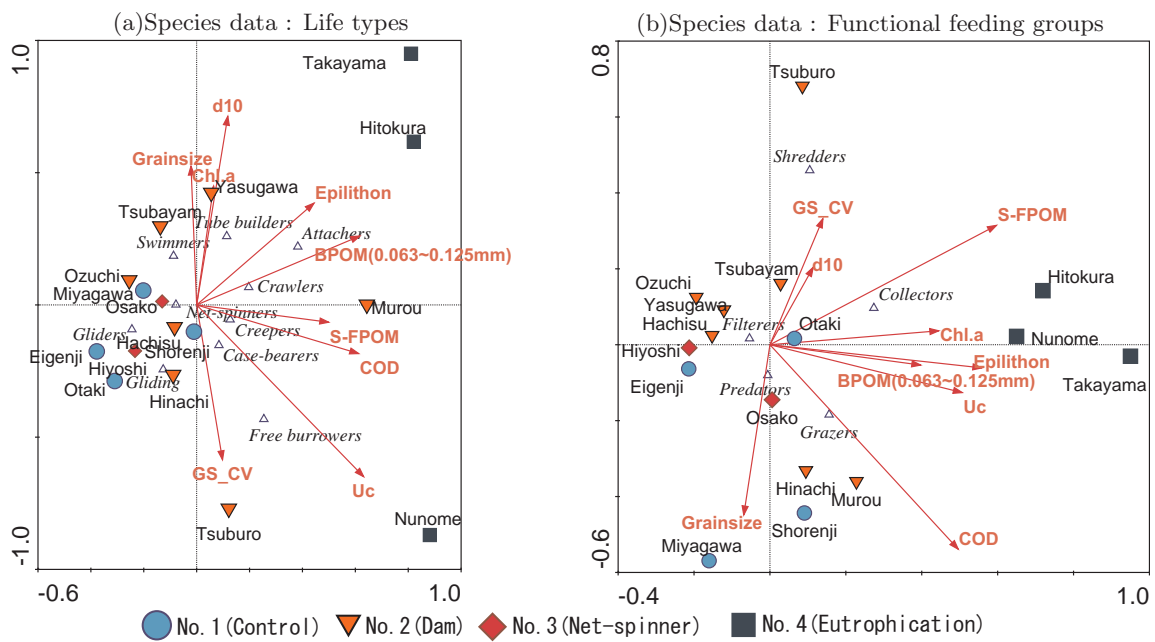 (a)Species data : Life types
1.0
Takayama
d10
Hitokura
Grainsize
Chl.a
Yasugawa
Epilithon
Tsubayam
Tube builders
Swimmers
Attachers
BPOM(0.063~0.125mm)
Ozuchi
Crawlers
Miyagawa
Osako
Murou
Net-spinners
Creepers
S-FPOM
Gliders
Hachisu
Shorenji
Case-bearers
COD
Eigenji
Hiyoshi
Gliding
Otaki
Hinachi
Free burrowers
GS_CV
Uc
Nunome
Tsuburo
-1.0
-0.6
1.0
(b)Species data : Functional feeding groups
0.8
Tsuburo
Shredders
GS_CV
S-FPOM
Tsubayam
d10
Hitokura
Ozuchi
Collectors
Yasugawa
Hachisu
Filterers
Otaki
Chl.a
Nunome
Hiyoshi
Epilithon
Takayama
BPOM(0.063~0.125mm)
Eigenji
Predators
Uc
Osako
Grazers
Hinachi
Murou
Grainsize
Shorenji
COD
Miyagawa
-0.6
-0.4
1.0
No.1(Control)
No.2(Dam)
No.3(Net-spinner)
No.4(Eutrophication)